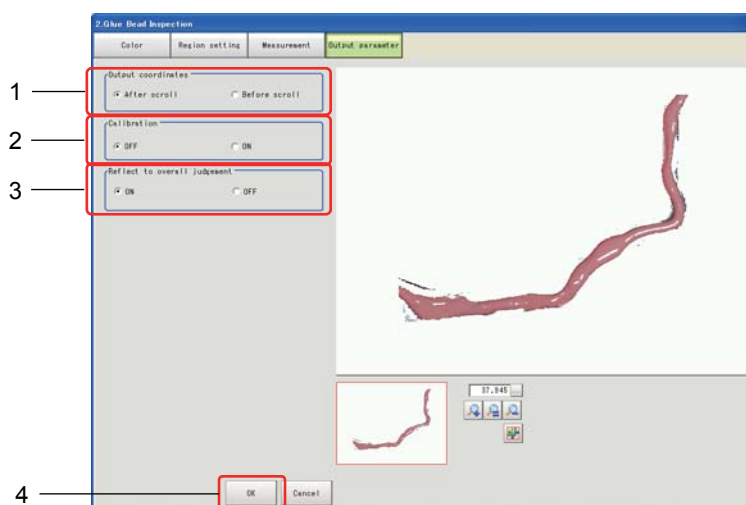 2.Glue Bead Inspection
Color Region setting Measurement Output parameter
1
Output coordinates
After scroll Before scroll
2
Calibration
OFF ON
3
Reflect to overall judgement
ON OFF
37.945
4
OK Cancel